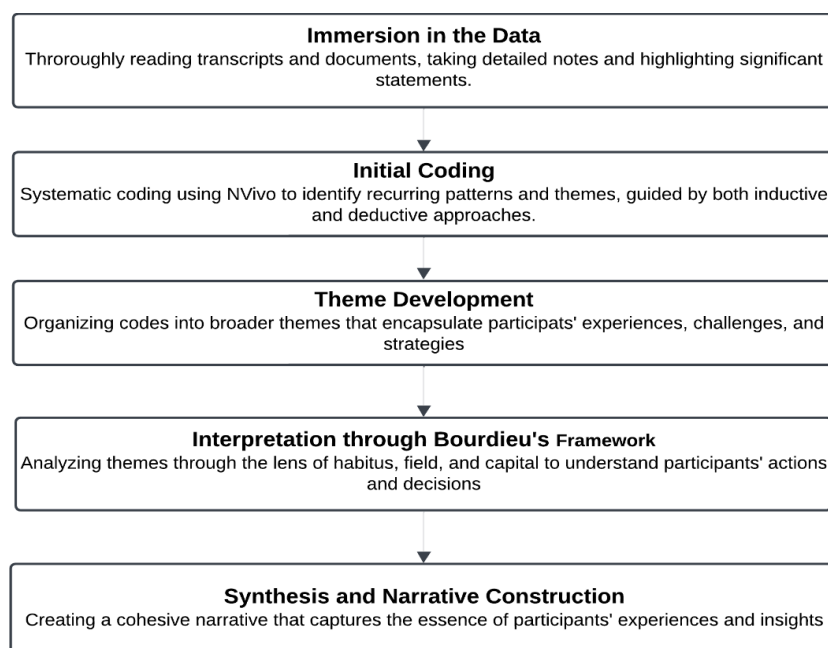 Immersion in the Data
Throroughly reading transcripts and documents, taking detailed notes and highlighting significant
statements.
Initial Coding
Systematic coding using NVivo to identify recurring patterns and themes, guided by both inductive
and deductive approaches.
Theme Development
Organizing codes into broader themes that encapsulate participats' experiences, challenges, and
strategies
Interpretation through Bourdieu's Framework
Analyzing themes through the lens of habitus, field, and capital to understand participants' actions
and decisions
Synthesis and Narrative Construction
Creating a cohesive narrative that captures the essence of participants' experiences and insights